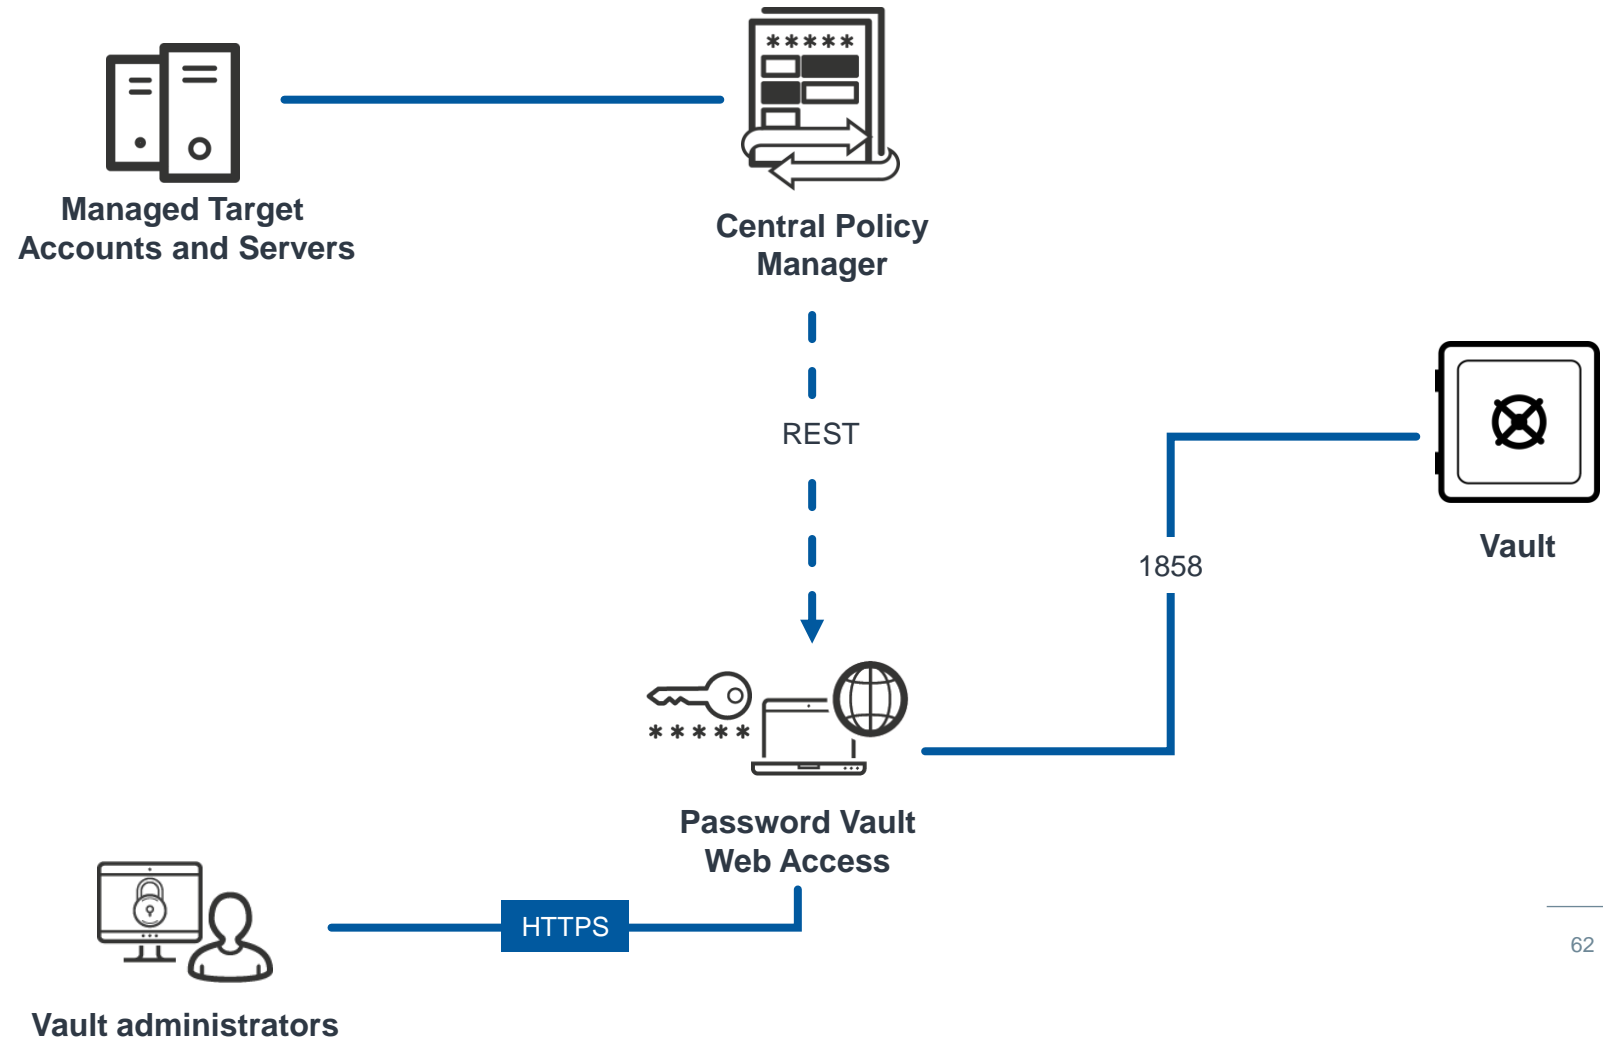 *****
Managed Target
Accounts and Servers
Central Policy
Manager
REST
1858
Vault
*****
Password Vault
Web Access
HTTPS
62
Vault administrators